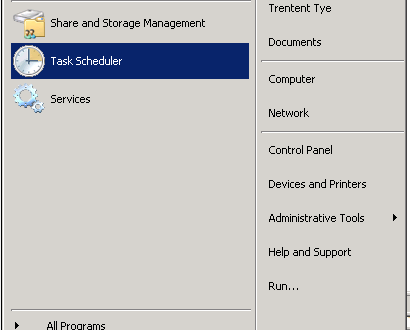 Share and Storage Management
Task Scheduler
Services
All Programs
Trentent Tye
Documents
Computer
Network
Control Panel
Devices and Printers
Administrative Tools
Help and Support
Run...